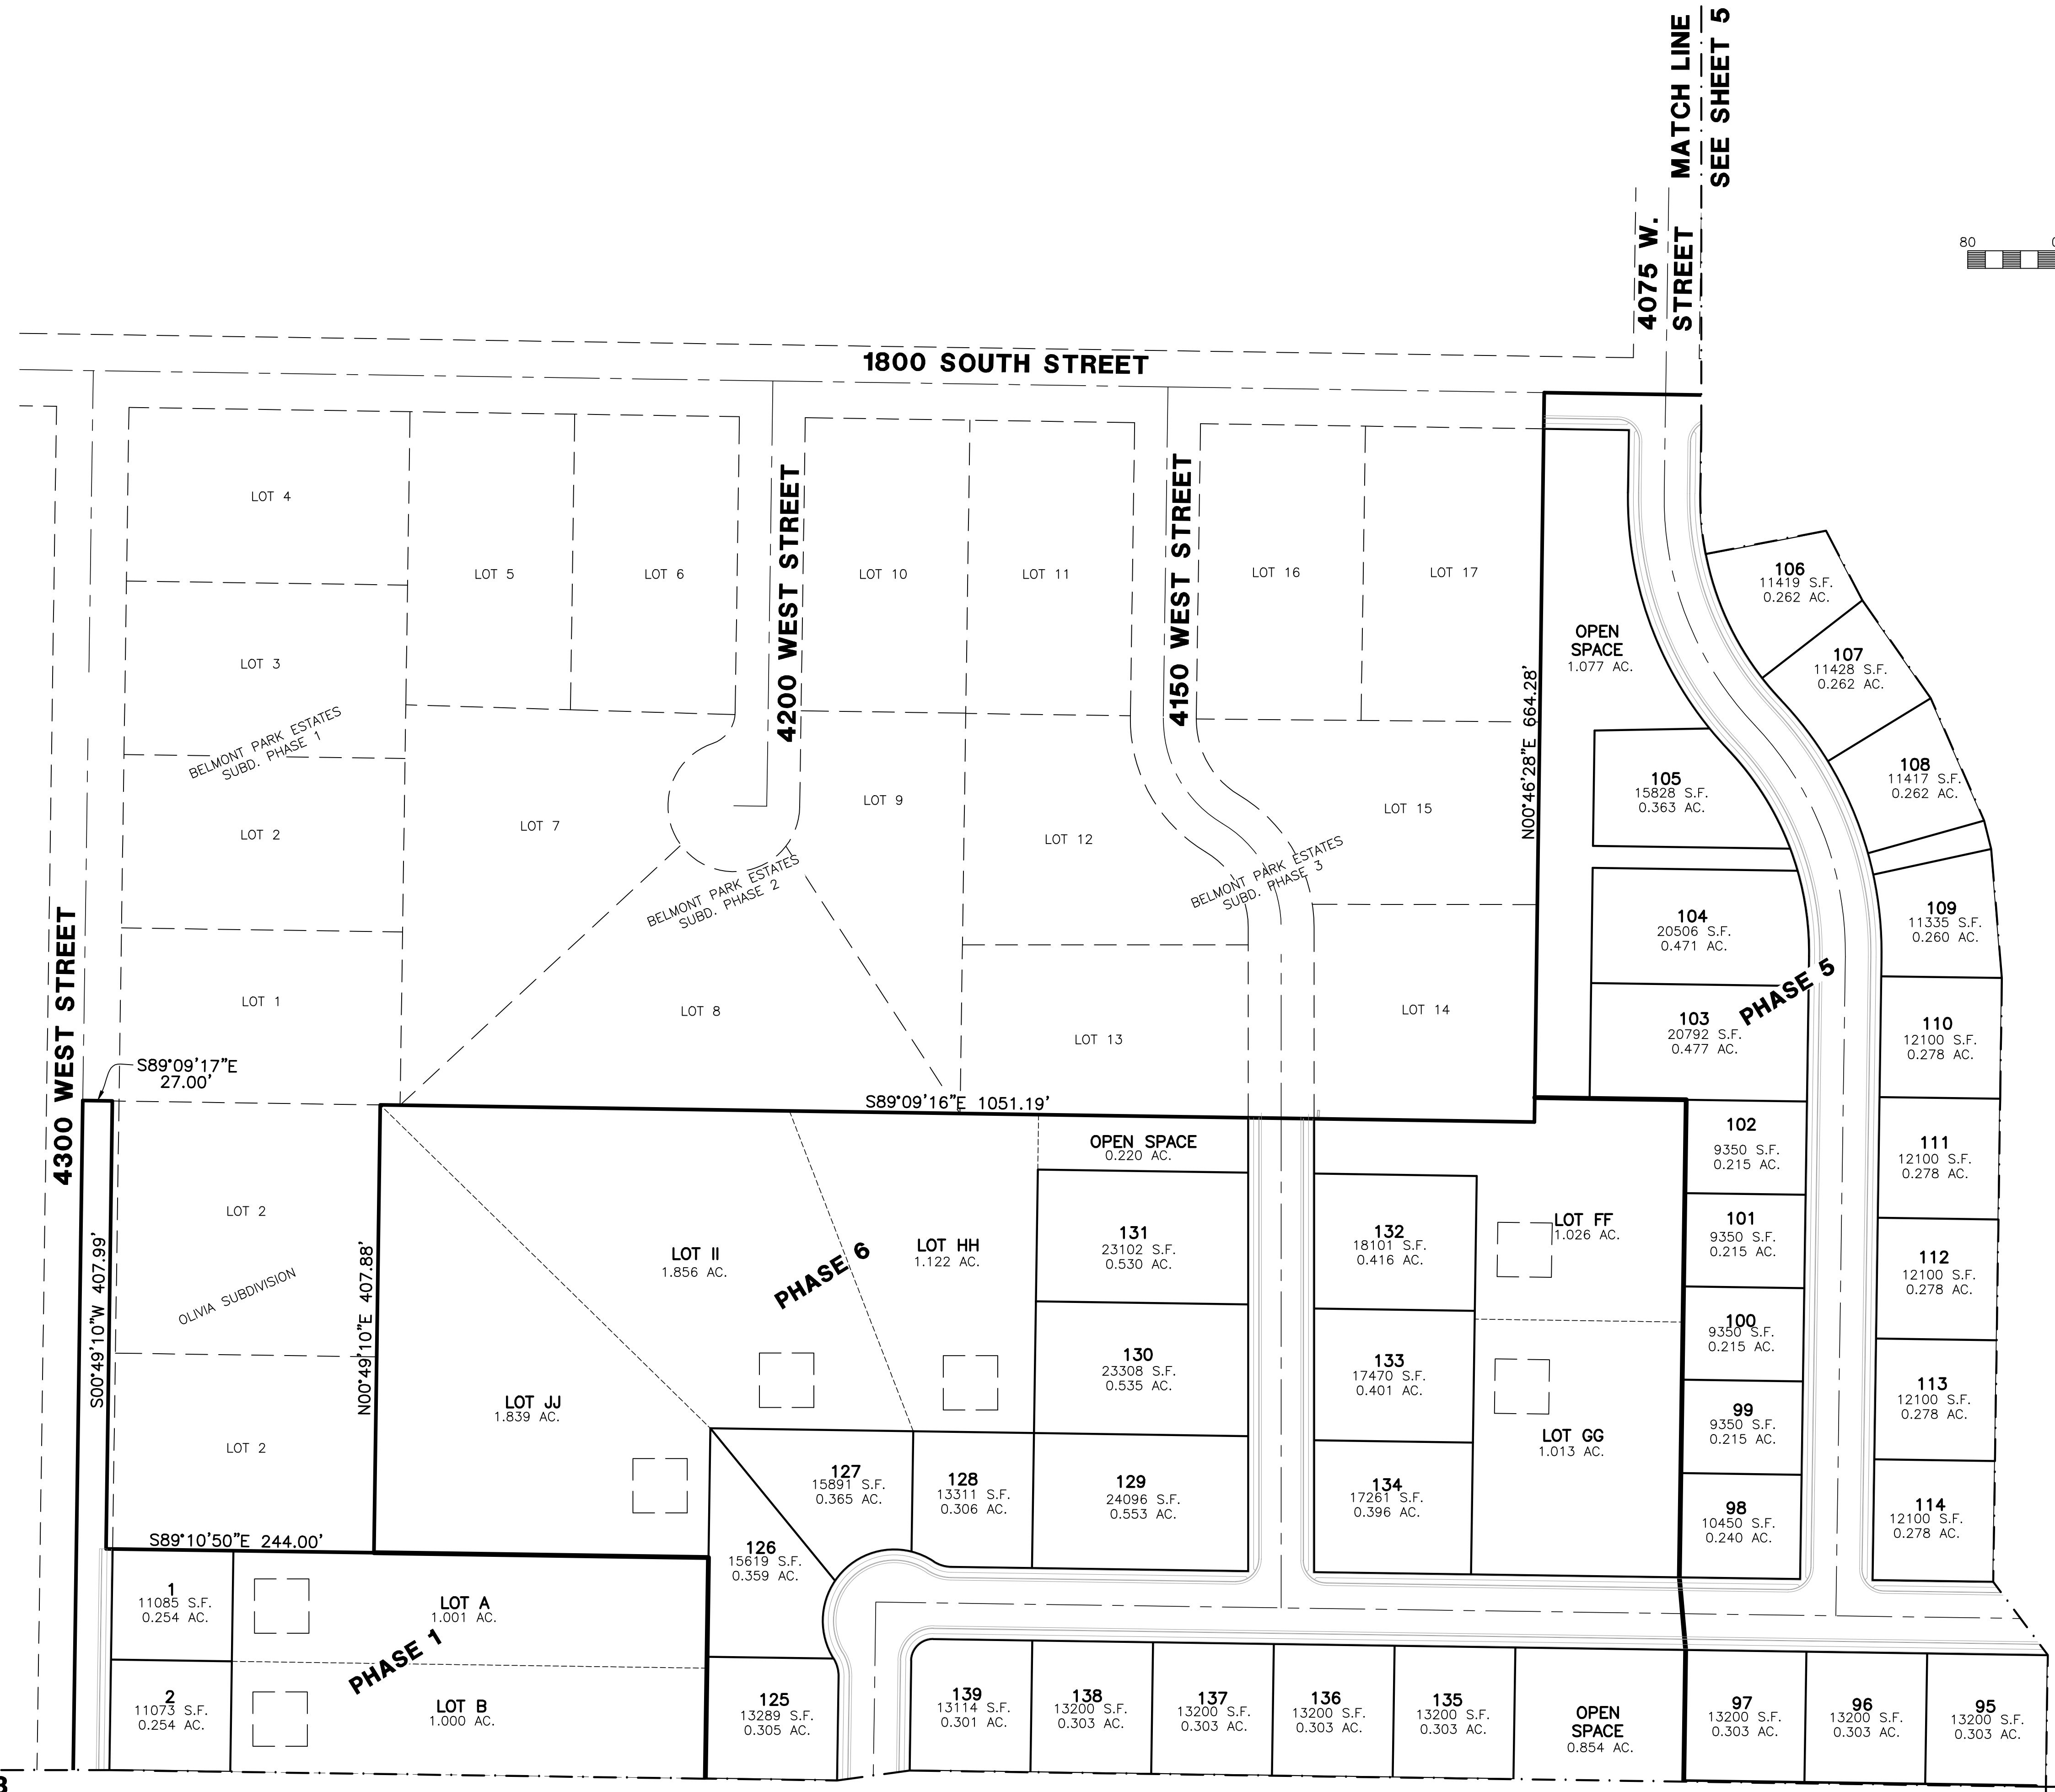 MATCH LINE
SEE SHEET 5
4075 W.
STREET
80
1800 SOUTH STREET
LOT 4
LOT 5
LOT 6
4200 WEST STREET
LOT 10
LOT 11
4150 WEST STREET
LOT 16
LOT 17
106
11419 S.F.
0.262 AC.
OPEN
SPACE
1.077 AC.
LOT 3
107
11428 S.F.
0.262 AC.
N00°46'28"E 664.28'
BELMONT PARK ESTATES
SUBD. PHASE 1
108
11417 S.F.
0.262 AC.
105
15828 S.F.
0.363 AC.
LOT 2
LOT 7
LOT 9
LOT 12
LOT 15
BELMONT PARK ESTATES
SUBD. PHASE 2
BELMONT PARK ESTATES
SUBD. PHASE 3
104
20506 S.F.
0.471 AC.
109
11335 S.F.
0.260 AC.
PHASE 5
4300 WEST STREET
LOT 1
LOT 8
LOT 13
LOT 14
103
20792 S.F.
0.477 AC.
110
12100 S.F.
0.278 AC.
S89°09'17"E
27.00'
S89°09'16"E 1051.19'
OPEN SPACE
0.220 AC.
102
9350 S.F.
0.215 AC.
111
12100 S.F.
0.278 AC.
LOT 2
OLIVIA SUBDIVISION
S00°49'10"W 407.99'
N00°49'10"E 407.88'
LOT II
1.856 AC.
PHASE 6
LOT HH
1.122 AC.
131
23102 S.F.
0.530 AC.
132
18101 S.F.
0.416 AC.
LOT FF
1.026 AC.
101
9350 S.F.
0.215 AC.
112
12100 S.F.
0.278 AC.
100
9350 S.F.
0.215 AC.
130
23308 S.F.
0.535 AC.
133
17470 S.F.
0.401 AC.
113
12100 S.F.
0.278 AC.
LOT JJ
1.839 AC.
LOT 2
99
9350 S.F.
0.215 AC.
LOT GG
1.013 AC.
127
15891 S.F.
0.365 AC.
128
13311 S.F.
0.306 AC.
129
24096 S.F.
0.553 AC.
134
17261 S.F.
0.396 AC.
98
10450 S.F.
0.240 AC.
114
12100 S.F.
0.278 AC.
S89°10'50"E 244.00'
126
15619 S.F.
0.359 AC.
1
11085 S.F.
0.254 AC.
LOT A
1.001 AC.
PHASE 1
2
11073 S.F.
0.254 AC.
LOT B
1.000 AC.
125
13289 S.F.
0.305 AC.
139
13114 S.F.
0.301 AC.
138
13200 S.F.
0.303 AC.
137
13200 S.F.
0.303 AC.
136
13200 S.F.
0.303 AC.
135
13200 S.F.
0.303 AC.
OPEN
SPACE
0.854 AC.
97
13200 S.F.
0.303 AC.
96
13200 S.F.
0.303 AC.
95
13200 S.F.
0.303 AC.